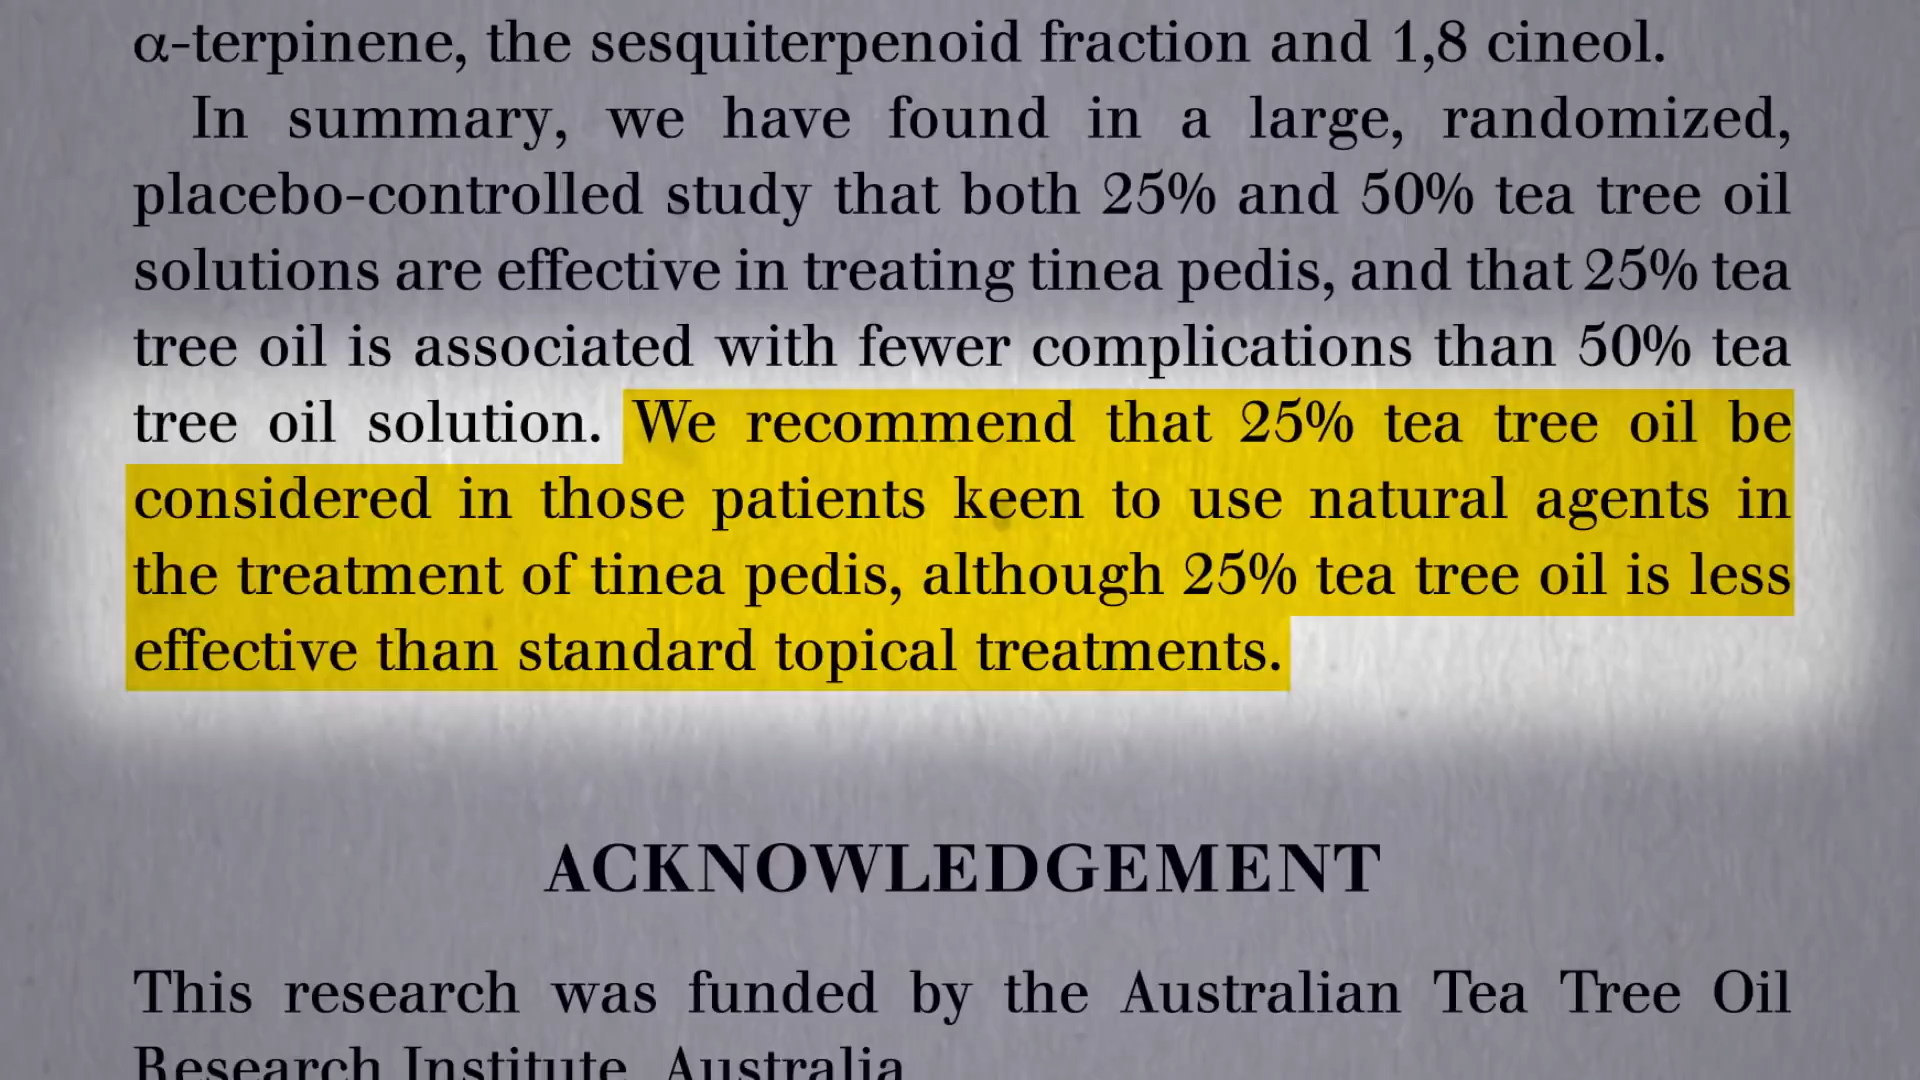 α-terpinene, the sesquiterpenoid fraction and 1,8 cineol.
In summary, we have found in a large, randomized,
placebo-controlled study that both 25% and 50% tea tree oil
solutions are effective in treating tinea pedis, and that 25% tea
tree oil is associated with fewer complications than 50% tea
tree oil solution. We recommend that 25% tea tree oil be
considered in those patients keen to use natural agents in
the treatment of tinea pedis, although 25% tea tree oil is less
effective than standard topical treatments.
ACKNOWLEDGEMENT
This research was funded by the Australian Tea Tree Oil
Research Institute, Australia